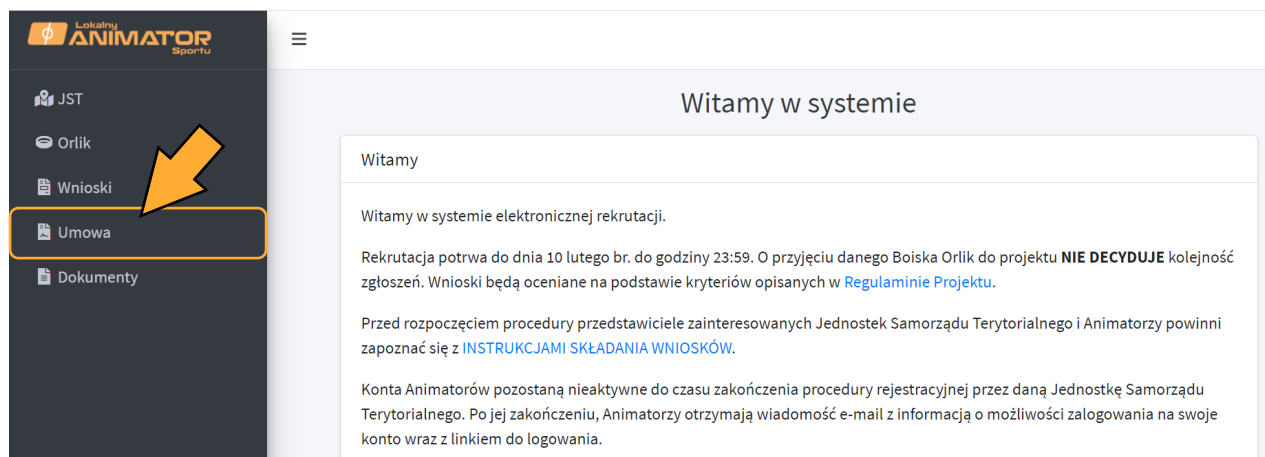 Lokalny
ANIMATOR
Sportu
JST
Orlik
Wnioski
Umowa
Dokumenty
Witamy w systemie
Witamy
Witamy w systemie elektronicznej rekrutacji.
Rekrutacja potrwa do dnia 10 lutego br. do godziny 23:59. O przyjęciu danego Boiska Orlik do projektu NIE DECYDUJE kolejność
zgłoszeń. Wnioski będą oceniane na podstawie kryteriów opisanych w Regulaminie Projektu.
Przed rozpoczęciem procedury przedstawiciele zainteresowanych Jednostek Samorządu Terytorialnego i Animatorzy powinni
zapoznać się z INSTRUKCJAMI SKŁADANIA WNIOSKÓW.
Konta Animatorów pozostaną nieaktywne do czasu zakończenia procedury rejestracyjnej przez daną Jednostkę Samorządu
Terytorialnego. Po jej zakończeniu, Animatorzy otrzymają wiadomość e-mail z informacją o możliwości zalogowania na swoje
konto wraz z linkiem do logowania.